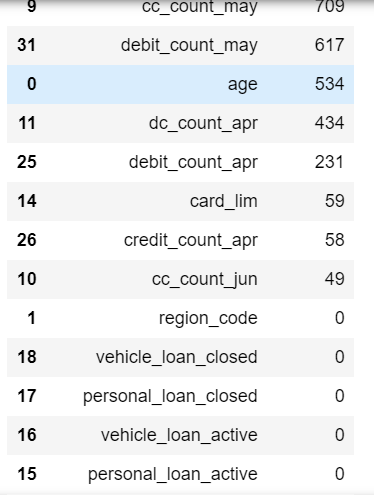 9 cc_count_may 709
31 debit_count_may 617
0 age 534
11 dc_count_apr 434
25 debit_count_apr 231
14 card_lim 59
26 credit_count_apr 58
10 cc_count_jun 49
1 region_code 0
18 vehicle_loan_closed 0
17 personal_loan_closed 0
16 vehicle_loan_active 0
15 personal_loan_active 0